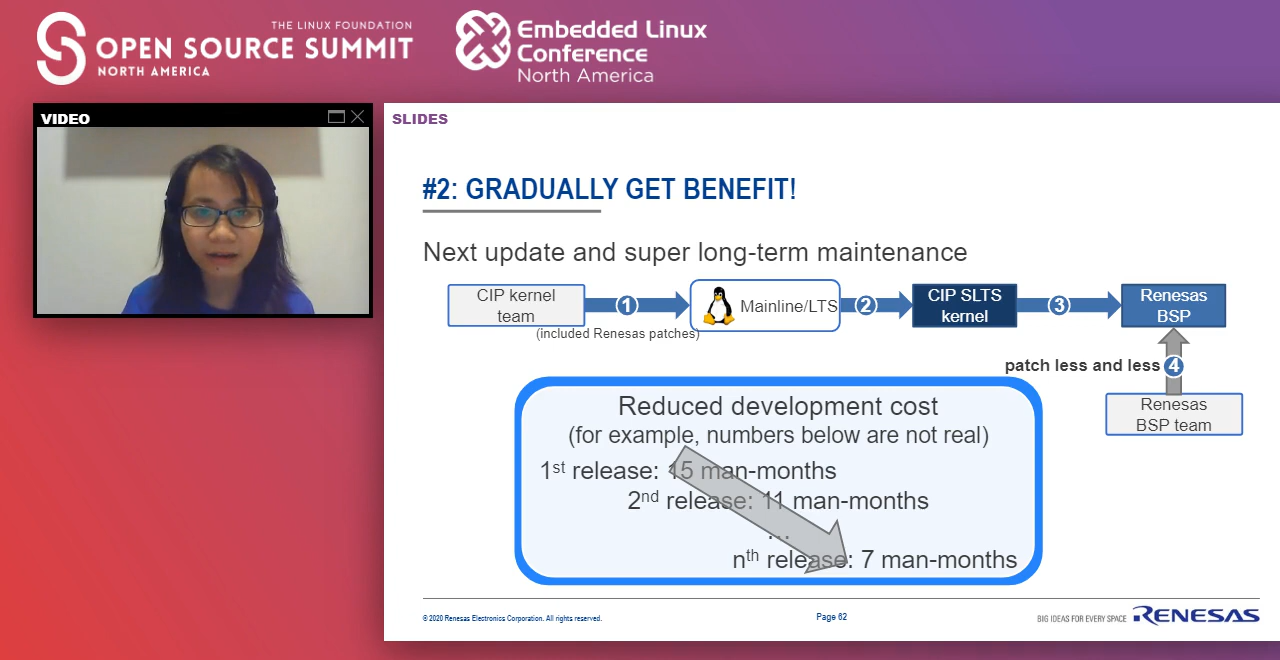 THE LINUX FOUNDATION
OPEN SOURCE SUMMIT
NORTH AMERICA
Embedded Linux
Conference
North America
VIDEO
SLIDES
#2: GRADUALLY GET BENEFIT!
Next update and super long-term maintenance
CIP kernel
team
1
(included Renesas patches)
Mainline/LTS
2
CIP SLTS
kernel
3
Renesas
BSP
patch less and less
4
Renesas
BSP team
Reduced development cost
(for example, numbers below are not real)
1st release: 15 man-months
2nd release: 11 man-months
...
nth release: 7 man-months
© 2020 Renesas Electronics Corporation. All rights reserved.
Page 62
BIG IDEAS FOR EVERY SPACE
RENESAS